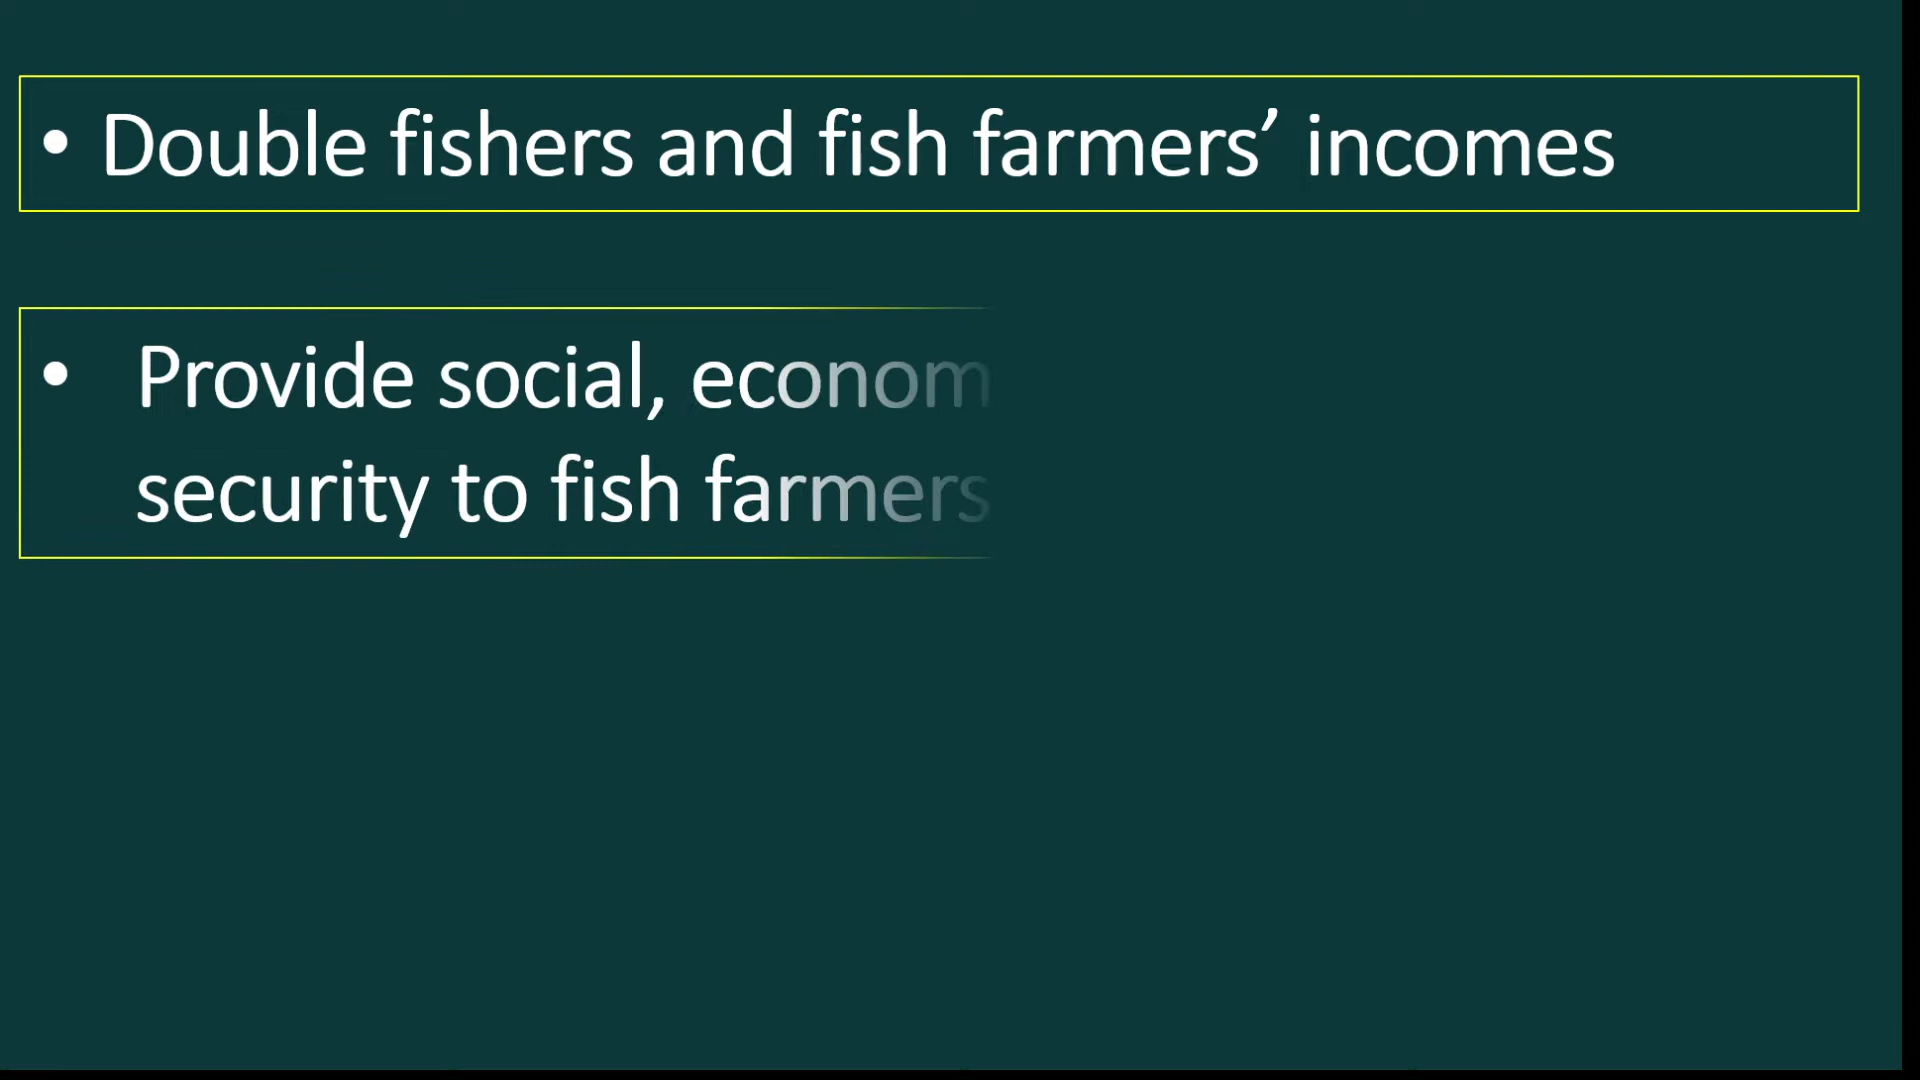 • Double fishers and fish farmers’ incomes
• Provide social, econom
security to fish farmers